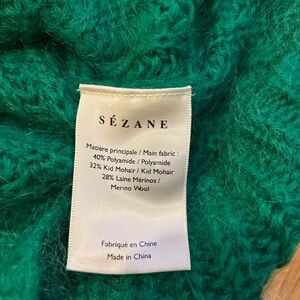 SÉZANE
Matière principale / Main fabric :
40% Polyamide / Polyamide
32% Kid Mohair / Kid Mohair
28% Laine Mérinos /
Merino Wool
Fabriqué en Chine
Made in China